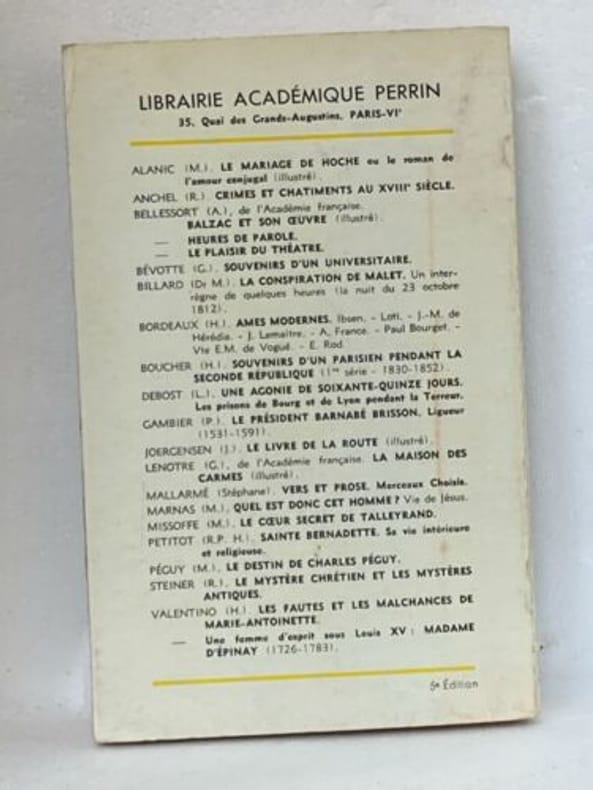 LIBRAIRIE ACADÉMIQUE PERRIN
35, Quai des Grands-Augustins, PARIS-VIᵉ
ALANIC (M.). LE MARIAGE DE HOCHE ou le roman de
l'amour conjugal (illustré).
ANCHEL (R.). CRIMES ET CHATIMENTS AU XVIIIᵉ SIÈCLE.
BELLESSORT (A.), de l'Académie française.
BALZAC ET SON ŒUVRE (illustré).
— HEURES DE PAROLE.
— LE PLAISIR DU THÉATRE.
BÉVOTTE (G.). SOUVENIRS D'UN UNIVERSITAIRE.
BILLARD (Dr M.). LA CONSPIRATION DE MALET. Un inter-
règne de quelques heures (la nuit du 23 octobre
1812).
BORDEAUX (H.). AMES MODERNES. Ibsen. - Loti. - J.-M. de
Hérédia. - J. Lemaître. - A. France. - Paul Bourget. -
Vte E.M. de Vogué. - E. Rod.
BOUCHER (H.). SOUVENIRS D'UN PARISIEN PENDANT LA
SECONDE RÉPUBLIQUE (1ʳᵉ série - 1830-1852).
DEBOST (L.). UNE AGONIE DE SOIXANTE-QUINZE JOURS.
Les prisons de Bourg et de Lyon pendant la Terreur.
GAMBIER (P.). LE PRÉSIDENT BARNABÉ BRISSON, Ligueur
(1531-1591).
JOERGENSEN (J.). LE LIVRE DE LA ROUTE (illustré).
LENOTRE (G.), de l'Académie française. LA MAISON DES
CARMES (illustré).
MALLARMÉ (Stéphane). VERS ET PROSE. Morceaux Choisis.
MARNAS (M.). QUEL EST DONC CET HOMME ? Vie de Jésus.
MISSOFFE (M.). LE CŒUR SECRET DE TALLEYRAND.
PETITOT (R.P. H.). SAINTE BERNADETTE. Sa vie intérieure
et religieuse.
PÉGUY (M.). LE DESTIN DE CHARLES PÉGUY.
STEINER (R.). LE MYSTÈRE CHRÉTIEN ET LES MYSTÈRES
ANTIQUES.
VALENTINO (H.). LES FAUTES ET LES MALCHANCES DE
MARIE-ANTOINETTE.
— Une femme d'esprit sous Louis XV : MADAME
D'ÉPINAY (1726-1783).
5ᵉ Édition